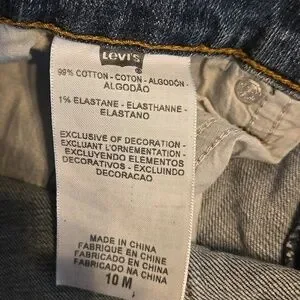 Levi's
®
99% COTTON - COTON - ALGODÓN -
ALGODÃO
1% ELASTANE - ELASTHANNE -
ELASTANO
EXCLUSIVE OF DECORATION -
EXCLUANT L'ORNEMENTATION -
EXCLUYENDO ELEMENTOS
DECORATIVOS - EXCLUINDO
DECORACAO
MADE IN CHINA
FABRIQUE EN CHINE
FABRICADO EN CHINA
FABRICADO NA CHINA
10 M